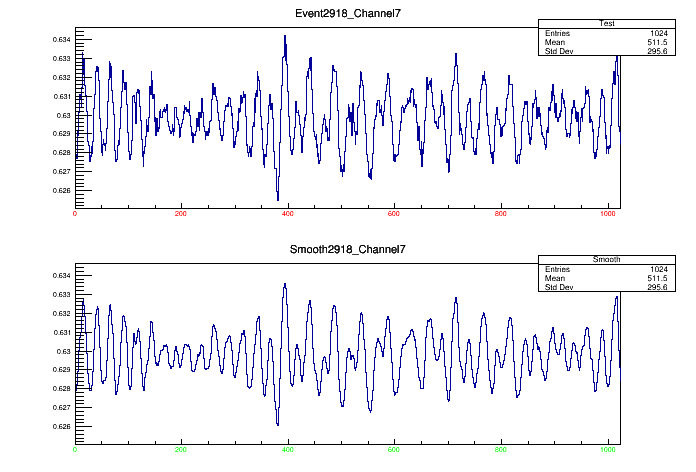 Event2918_Channel7
Test
Entries 1024
Mean 511.5
Std Dev 295.6
0.634
0.633
0.632
0.631
0.63
0.629
0.628
0.627
0.626
0 200 400 600 800 1000
Smooth2918_Channel7
Smooth
Entries 1024
Mean 511.5
Std Dev 295.6
0.634
0.633
0.632
0.631
0.63
0.629
0.628
0.627
0.626
0 200 400 600 800 1000